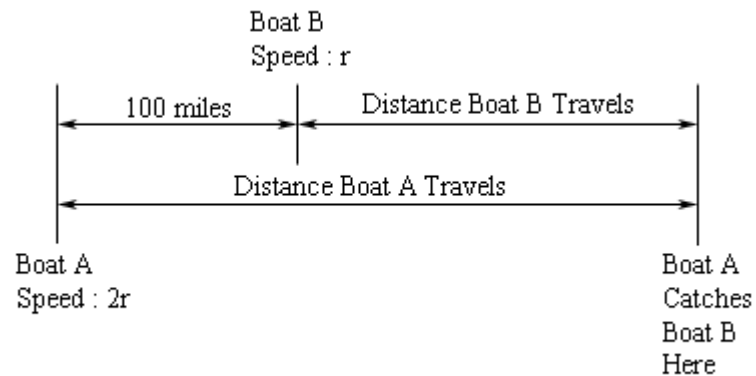 Boat B
Speed : r
100 miles
Distance Boat B Travels
Distance Boat A Travels
Boat A
Speed : 2r
Boat A
Catches
Boat B
Here